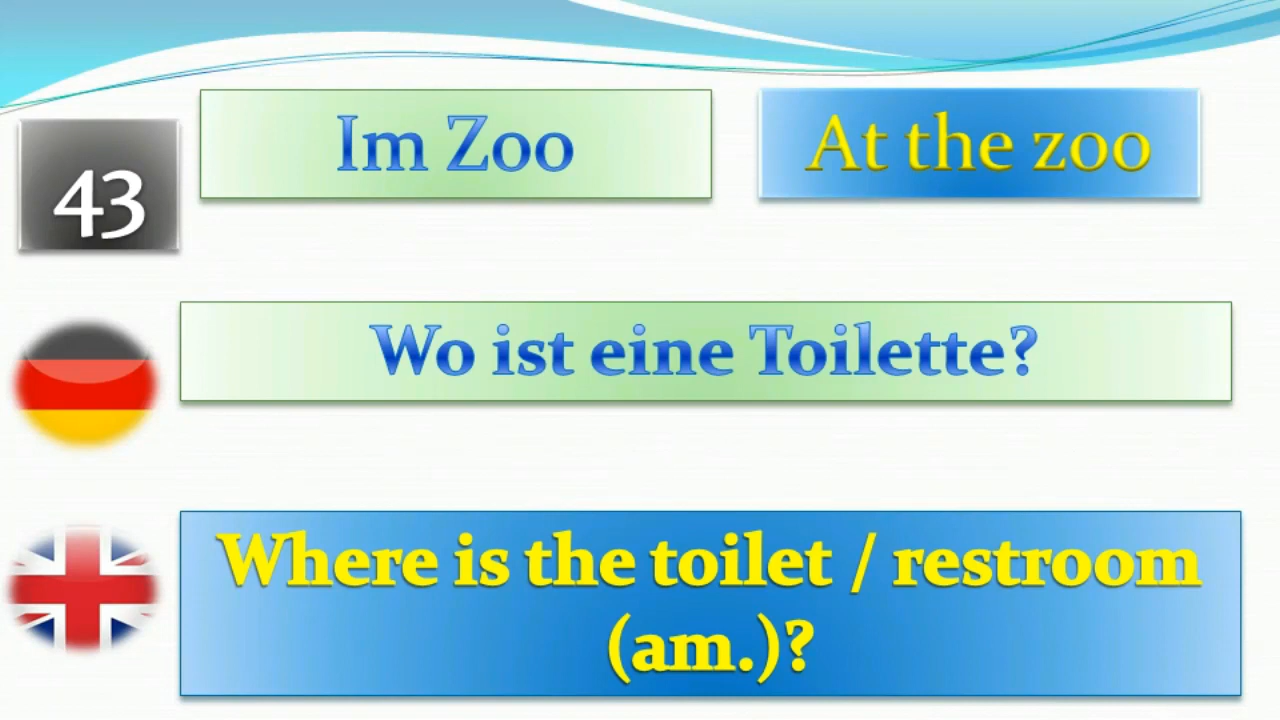 Im Zoo
At the zoo
43
Wo ist eine Toilette?
Where is the toilet / restroom
(am.)?